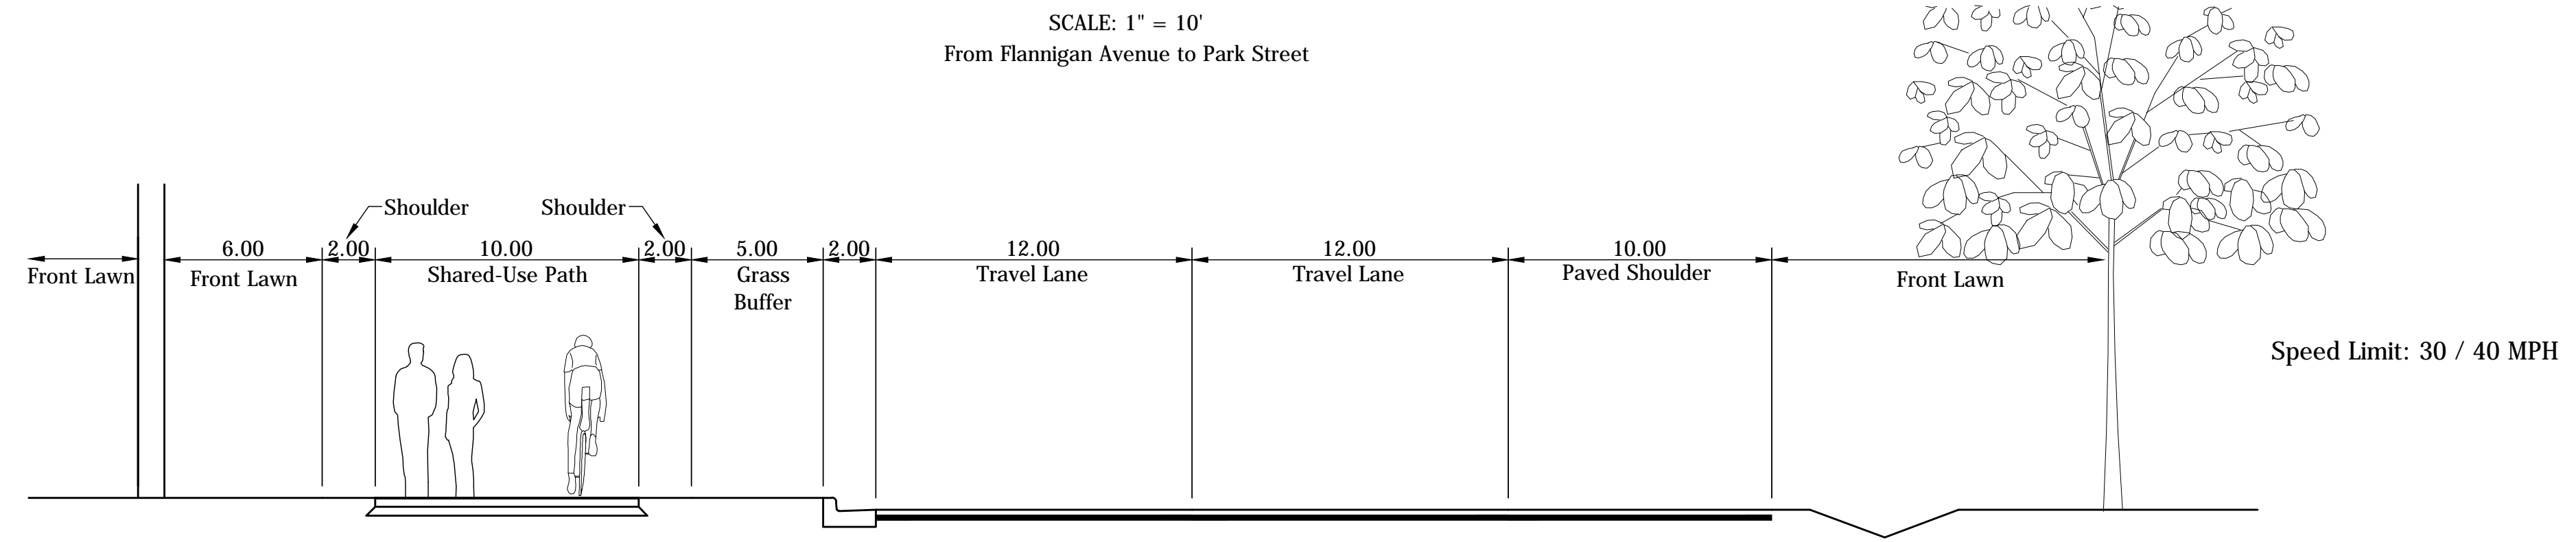 SCALE: 1" = 10'
From Flannigan Avenue to Park Street
Shoulder Shoulder
6.00 2.00 10.00 2.00 5.00 2.00 12.00 12.00 10.00
Front Lawn Front Lawn Shared-Use Path Grass Travel Lane Travel Lane Paved Shoulder Front Lawn
Buffer
Speed Limit: 30 / 40 MPH